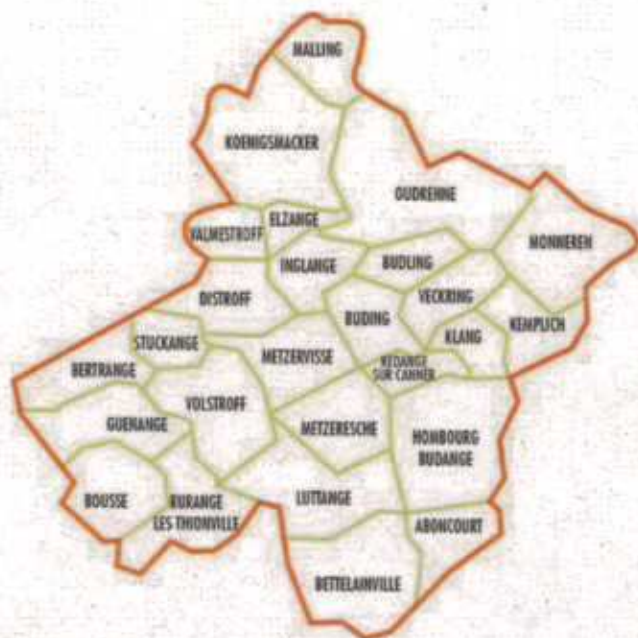 MALLING
KOENIGSMACKER
OUDRENNE
ELZANGE
VALMESTROFF
MONNEREN
INGLANGE
BUDLING
DISTROFF
VECKRING
BUDING
KEMPLICH
STUCKANGE
KLANG
METZERVISSE
KEDANGE
SUR CANNER
BERTRANGE
VOLSTROFF
GUENANGE
METZERESCHE
HOMBOURG
BUDANGE
BOUSSE
RURANGE
LES THIONVILLE
LUTTANGE
ABONCOURT
BETTELAINVILLE